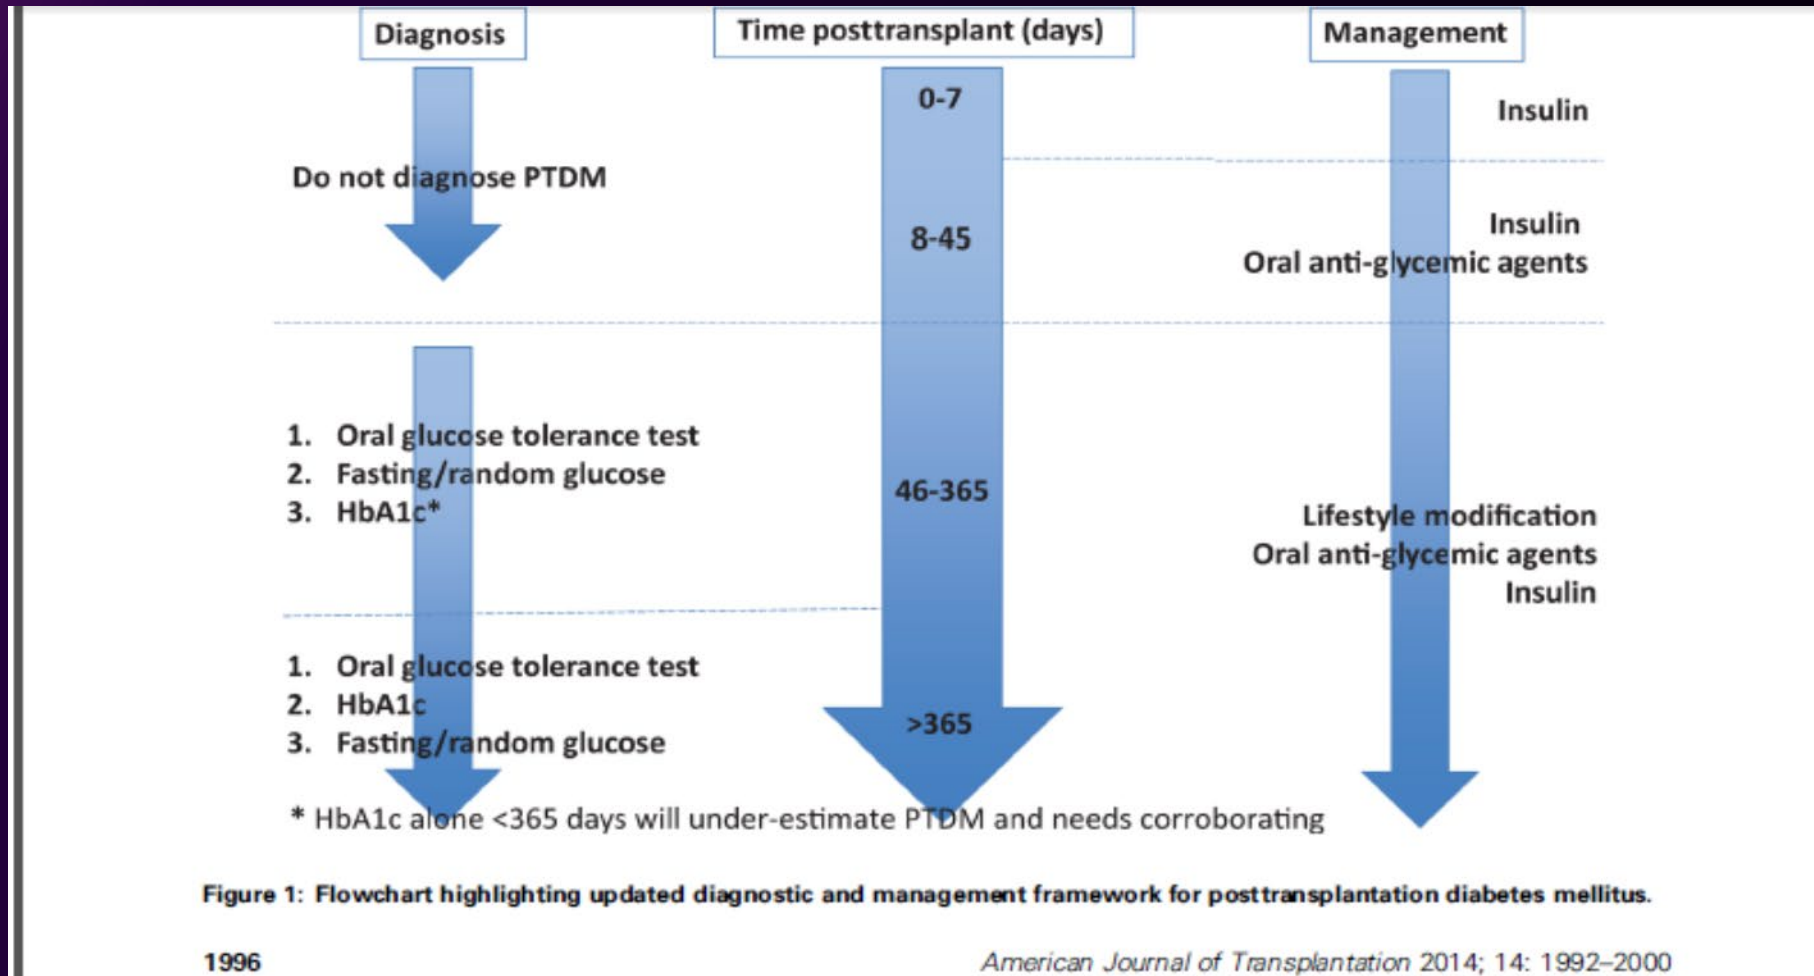 Diagnosis
Time posttransplant (days)
Management
0-7
Insulin
Do not diagnose PTDM
8-45
Insulin
Oral anti-glycemic agents
1. Oral glucose tolerance test
2. Fasting/random glucose
3. HbA1c*
46-365
Lifestyle modification
Oral anti-glycemic agents
Insulin
1. Oral glucose tolerance test
2. HbA1c
3. Fasting/random glucose
>365
* HbA1c alone <365 days will under-estimate PTDM and needs corroborating
Figure 1: Flowchart highlighting updated diagnostic and management framework for posttransplantation diabetes mellitus.
1996
American Journal of Transplantation 2014; 14: 1992–2000